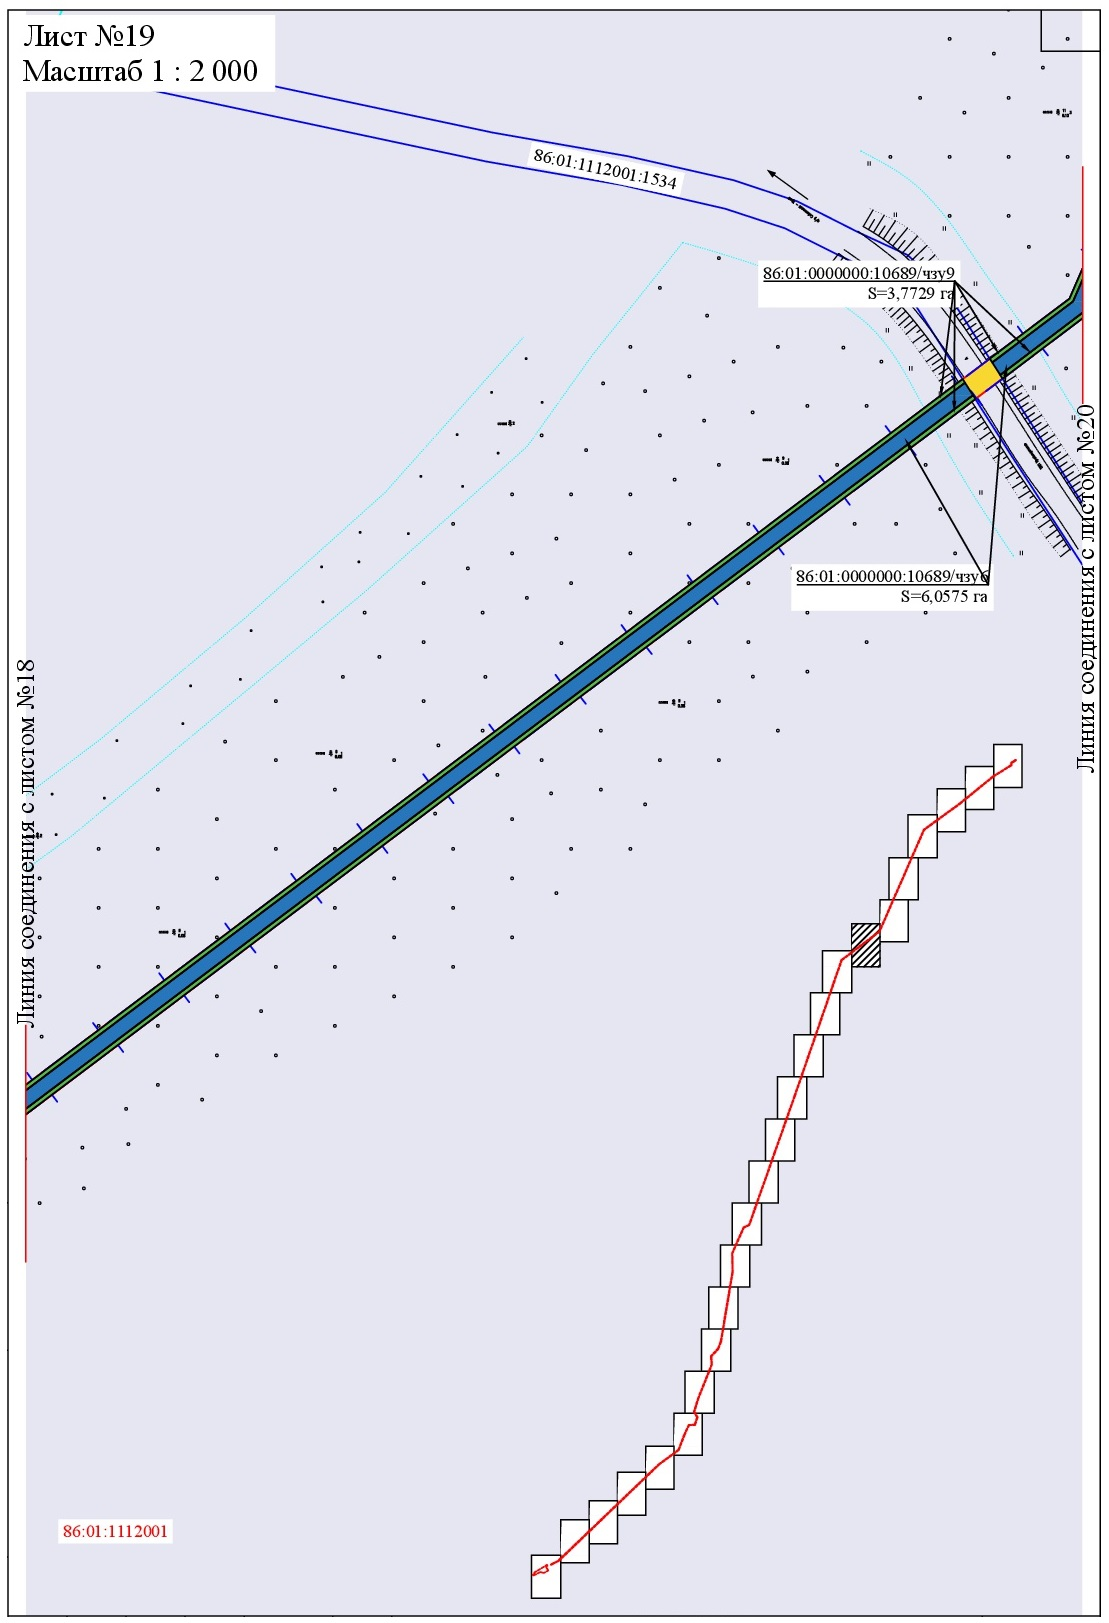 Лист №19
Масштаб 1 : 2 000
86:01:1112001:1534
86:01:0000000:10689/чзу9
S=3,7729 га
86:01:0000000:10689/чзу6
S=6,0575 га
Линия соединения с листом №18
Линия соединения с листом №20
86:01:1112001